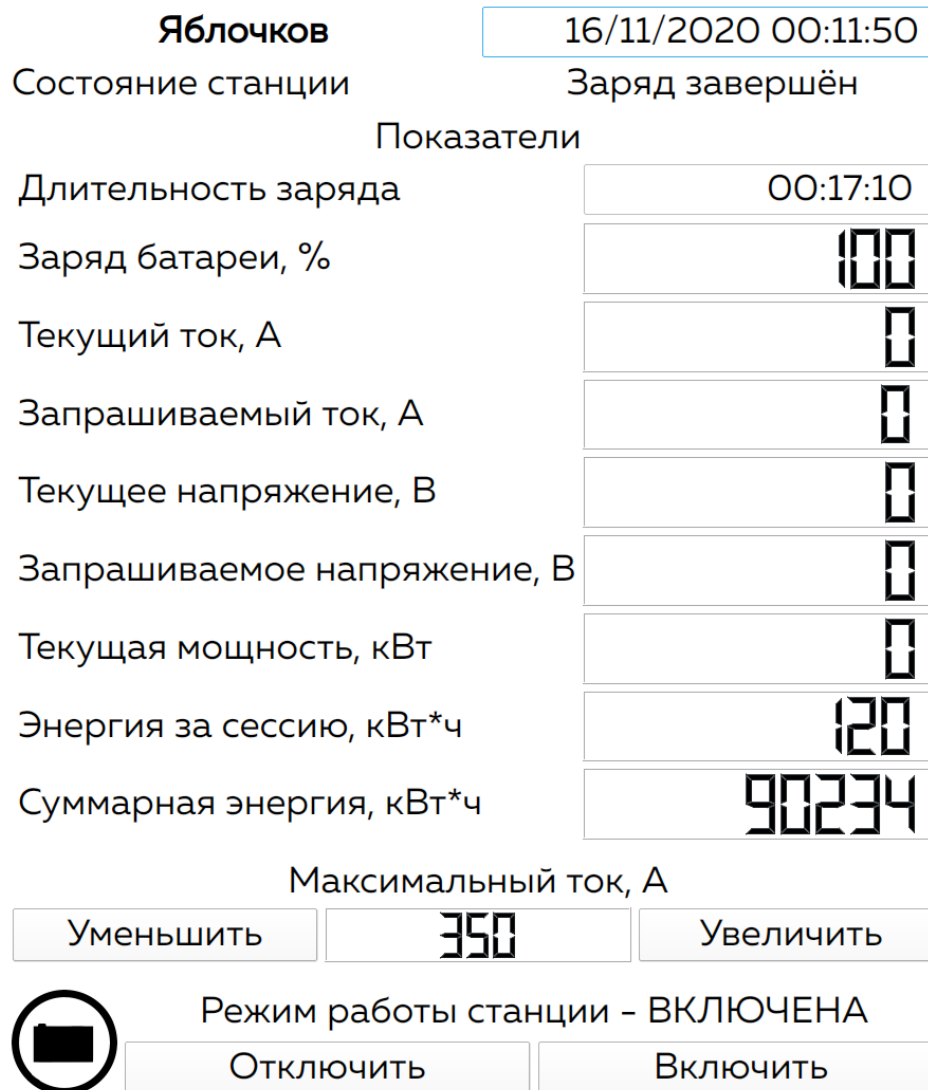 Яблочков 16/11/2020 00:11:50
Состояние станции Заряд завершён
Показатели
Длительность заряда 00:17:10
Заряд батареи, % 100
Текущий ток, А 0
Запрашиваемый ток, А 0
Текущее напряжение, В 0
Запрашиваемое напряжение, В 0
Текущая мощность, кВт 0
Энергия за сессию, кВт*ч 120
Суммарная энергия, кВт*ч 90234
Максимальный ток, А
Уменьшить 350 Увеличить
Режим работы станции - ВКЛЮЧЕНА
Отключить Включить